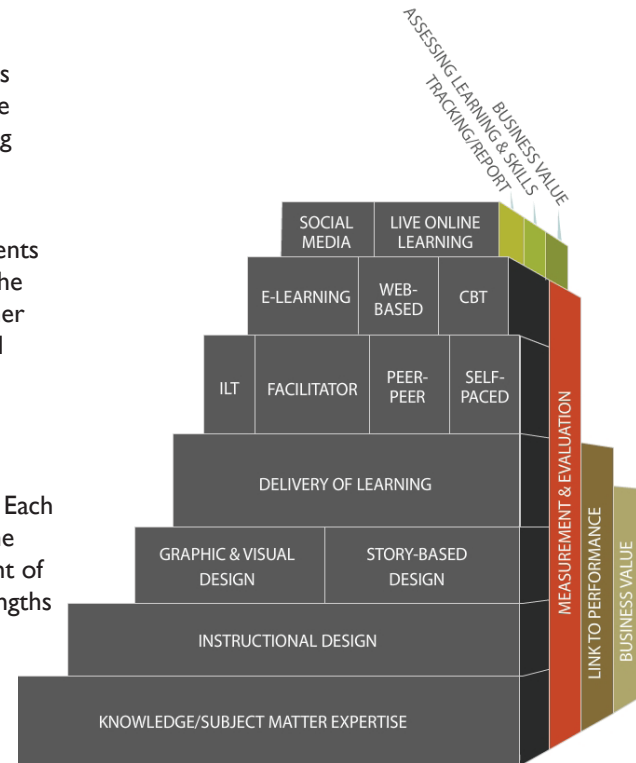 s
e
g
ents
he
er
l
Each
ne
nt of
ngths
ASSESSING LEARNING & SKILLS
TRACKING/REPORT
BUSINESS VALUE
SOCIAL
MEDIA
LIVE ONLINE
LEARNING
E-LEARNING
WEB-
BASED
CBT
ILT
FACILITATOR
PEER-
PEER
SELF-
PACED
DELIVERY OF LEARNING
GRAPHIC & VISUAL
DESIGN
STORY-BASED
DESIGN
INSTRUCTIONAL DESIGN
KNOWLEDGE/SUBJECT MATTER EXPERTISE
MEASUREMENT & EVALUATION
LINK TO PERFORMANCE
BUSINESS VALUE